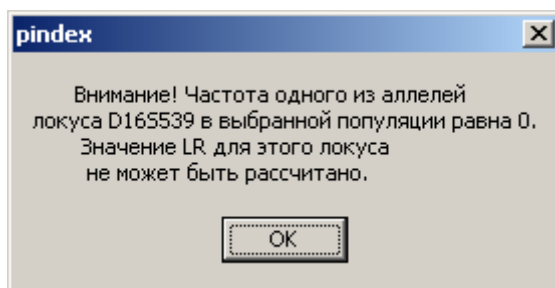 pindex
Внимание! Частота одного из аллелей
локуса D16S539 в выбранной популяции равна 0.
Значение LR для этого локуса
не может быть рассчитано.
OK